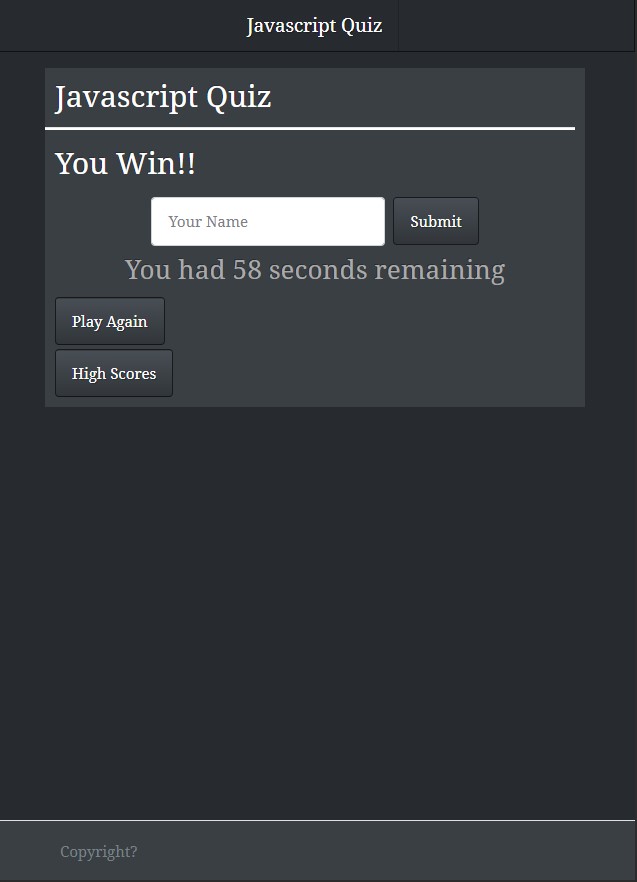 Javascript Quiz
Javascript Quiz
You Win!!
Your Name Submit
You had 58 seconds remaining
Play Again
High Scores
Copyright?